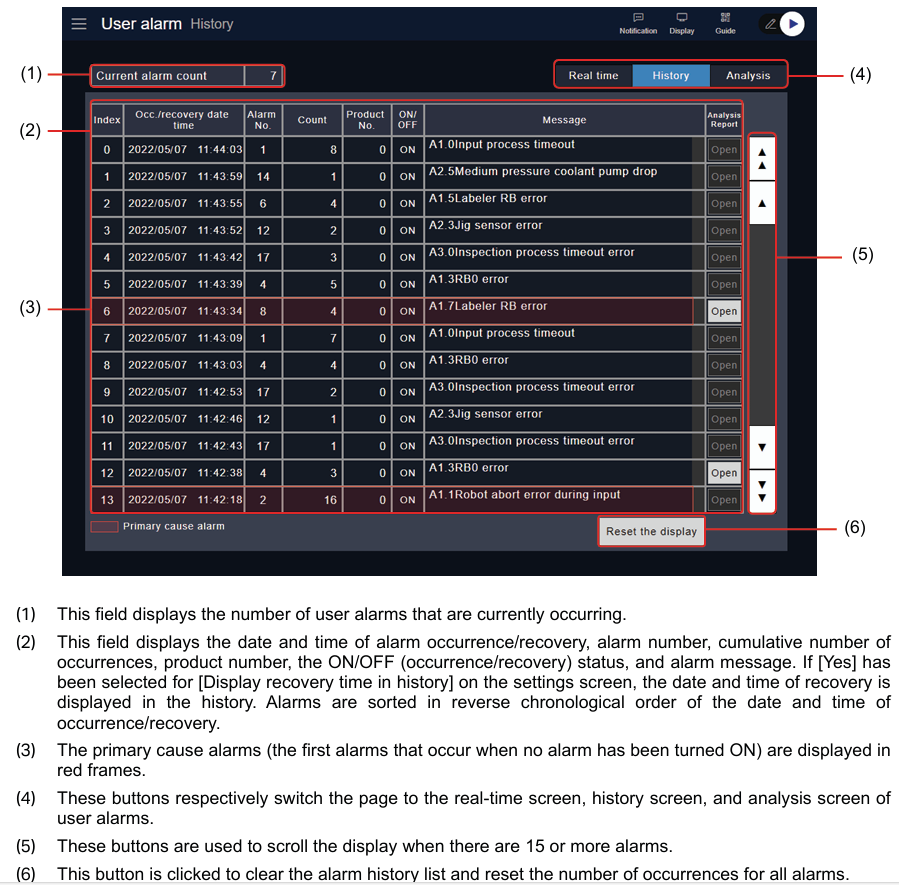 User alarm History
Notification Display Guide
(1) Current alarm count 7
Real time History Analysis (4)
(2)
Index Occ./recovery date time Alarm No. Count Product No. ON/OFF Message Analysis Report
0 2022/05/07 11:44:03 1 8 0 ON A1.0Input process timeout Open
1 2022/05/07 11:43:59 14 1 0 ON A2.5Medium pressure coolant pump drop Open
2 2022/05/07 11:43:55 6 4 0 ON A1.5Labeler RB error Open
3 2022/05/07 11:43:52 12 2 0 ON A2.3Jig sensor error Open
4 2022/05/07 11:43:42 17 3 0 ON A3.0Inspection process timeout error Open
(5)
5 2022/05/07 11:43:39 4 5 0 ON A1.3RB0 error Open
(3)
6 2022/05/07 11:43:34 8 4 0 ON A1.7Labeler RB error Open
7 2022/05/07 11:43:09 1 7 0 ON A1.0Input process timeout Open
8 2022/05/07 11:43:03 4 4 0 ON A1.3RB0 error Open
9 2022/05/07 11:42:53 17 2 0 ON A3.0Inspection process timeout error Open
10 2022/05/07 11:42:46 12 1 0 ON A2.3Jig sensor error Open
11 2022/05/07 11:42:43 17 1 0 ON A3.0Inspection process timeout error Open
12 2022/05/07 11:42:38 4 3 0 ON A1.3RB0 error Open
13 2022/05/07 11:42:18 2 16 0 ON A1.1Robot abort error during input Open
Primary cause alarm
Reset the display (6)
(1) This field displays the number of user alarms that are currently occurring.
(2) This field displays the date and time of alarm occurrence/recovery, alarm number, cumulative number of
occurrences, product number, the ON/OFF (occurrence/recovery) status, and alarm message. If [Yes] has
been selected for [Display recovery time in history] on the settings screen, the date and time of recovery is
displayed in the history. Alarms are sorted in reverse chronological order of the date and time of
occurrence/recovery.
(3) The primary cause alarms (the first alarms that occur when no alarm has been turned ON) are displayed in
red frames.
(4) These buttons respectively switch the page to the real-time screen, history screen, and analysis screen of
user alarms.
(5) These buttons are used to scroll the display when there are 15 or more alarms.
(6) This button is clicked to clear the alarm history list and reset the number of occurrences for all alarms.